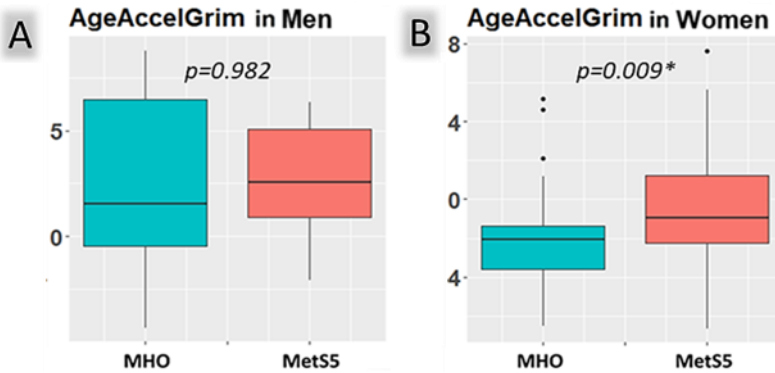 A
AgeAccelGrim in Men
p=0.982
5
0
MHO
MetS5
B
AgeAccelGrim in Women
p=0.009*
8
4
0
4
MHO
MetS5